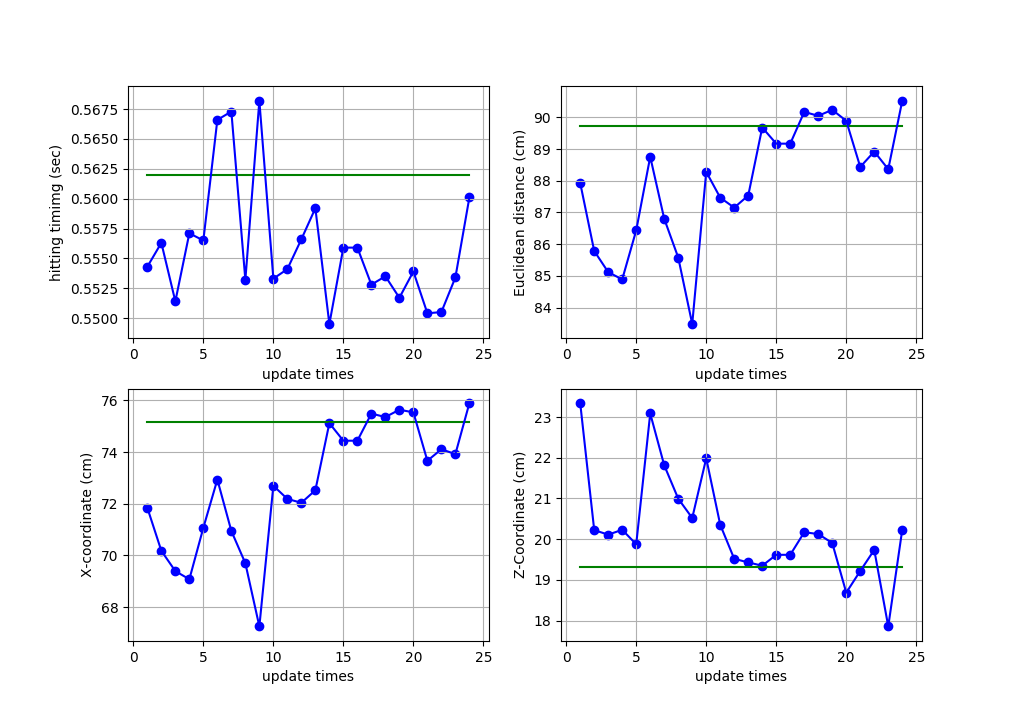 hitting timimg (sec)
0.5675
0.5650
0.5625
0.5600
0.5575
0.5550
0.5525
0.5500
0 5 10 15 20 25
update times
Euclidean distance (cm)
90
89
88
87
86
85
84
0 5 10 15 20 25
update times
X-coordinate (cm)
76
74
72
70
68
0 5 10 15 20 25
update times
Z-Coordinate (cm)
23
22
21
20
19
18
0 5 10 15 20 25
update times